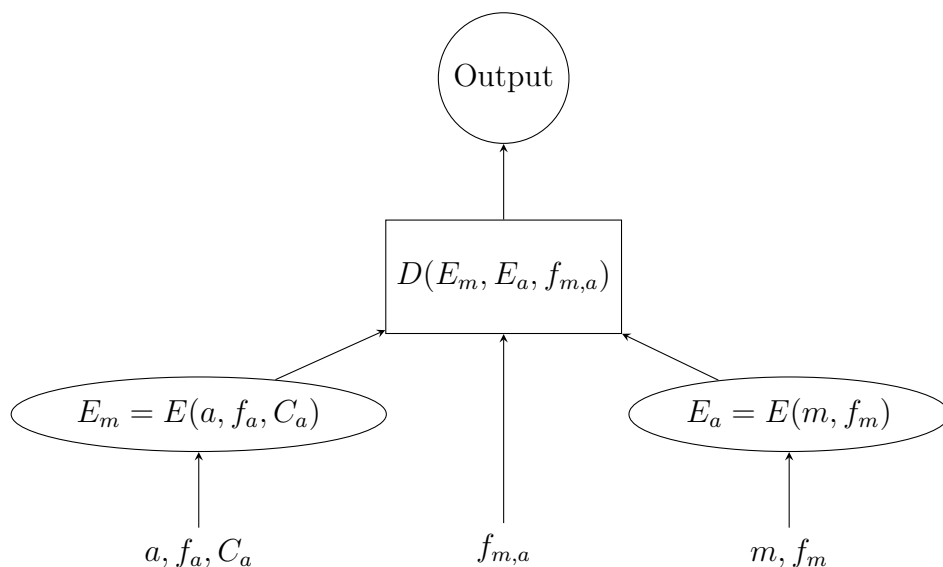 Output
D(E_m, E_a, f_{m,a})
E_m = E(a, f_a, C_a)
E_a = E(m, f_m)
a, f_a, C_a
f_{m,a}
m, f_m